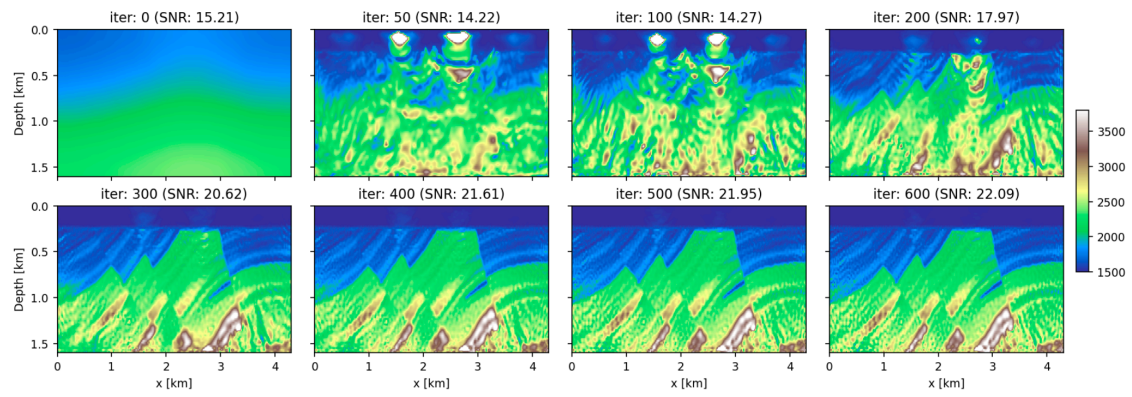 iter: 0 (SNR: 15.21)
iter: 50 (SNR: 14.22)
iter: 100 (SNR: 14.27)
iter: 200 (SNR: 17.97)
0.0
0.5
1.0
1.5
Depth [km]
iter: 300 (SNR: 20.62)
iter: 400 (SNR: 21.61)
iter: 500 (SNR: 21.95)
iter: 600 (SNR: 22.09)
0.0
0.5
1.0
1.5
Depth [km]
0 1 2 3 4
x [km]
0 1 2 3 4
x [km]
0 1 2 3 4
x [km]
0 1 2 3 4
x [km]
3500
3000
2500
2000
1500